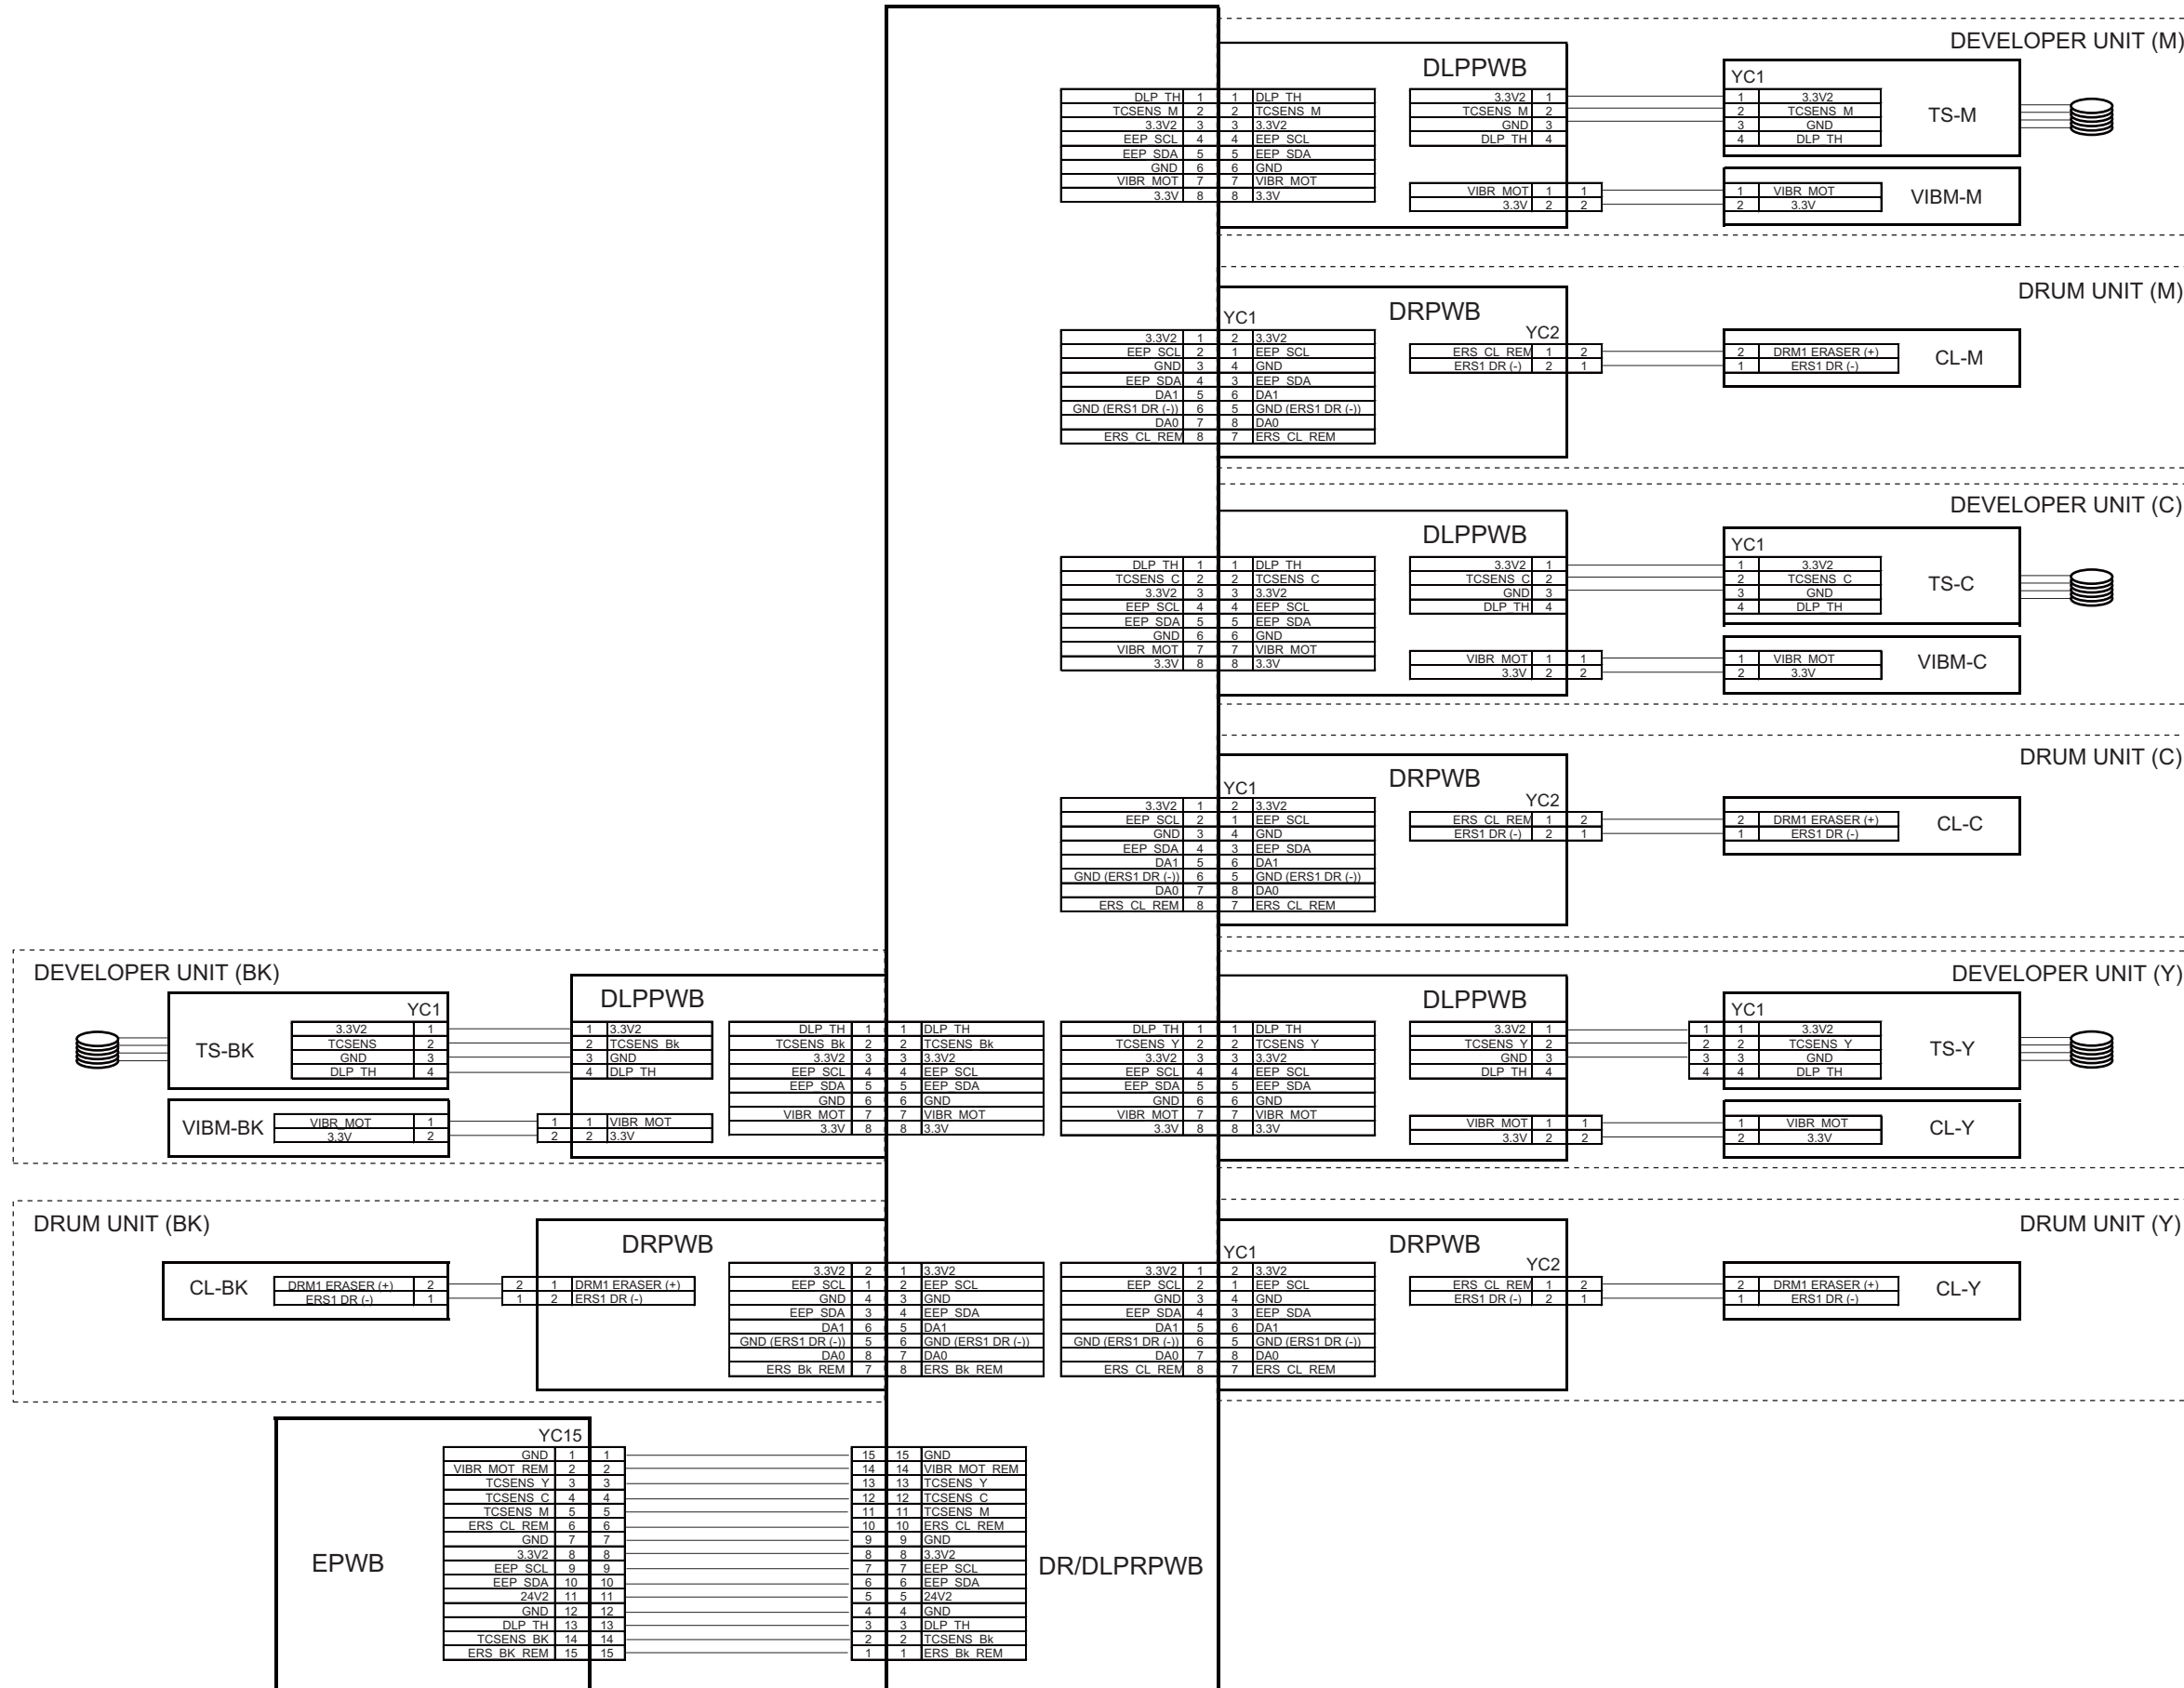 DEVELOPER UNIT (M)
DLPPWB
YC1
DLP TH 1 1 DLP TH 3.3V2 1 1 3.3V2
TCSENS M 2 2 TCSENS M TCSENS M 2 2 TCSENS M TS-M
3.3V2 3 3 3.3V2 GND 3 3 GND
EEP SCL 4 4 EEP SCL DLP TH 4 4 DLP TH
EEP SDA 5 5 EEP SDA
GND 6 6 GND
VIBR MOT 7 7 VIBR MOT VIBR MOT 1 1 1 VIBR MOT VIBM-M
3.3V 8 8 3.3V 3.3V 2 2 2 3.3V
DRUM UNIT (M)
YC1 DRPWB YC2
3.3V2 1 2 3.3V2
EEP SCL 2 1 EEP SCL ERS CL REM 1 2 2 DRM1 ERASER (+) CL-M
GND 3 4 GND ERS1 DR (-) 2 1 1 ERS1 DR (-)
EEP SDA 4 3 EEP SDA
DA1 5 6 DA1
GND (ERS1 DR (-)) 6 5 GND (ERS1 DR (-))
DA0 7 8 DA0
ERS CL REM 8 7 ERS CL REM
DEVELOPER UNIT (C)
DLPPWB
YC1
DLP TH 1 1 DLP TH 3.3V2 1 1 3.3V2
TCSENS C 2 2 TCSENS C TCSENS C 2 2 TCSENS C TS-C
3.3V2 3 3 3.3V2 GND 3 3 GND
EEP SCL 4 4 EEP SCL DLP TH 4 4 DLP TH
EEP SDA 5 5 EEP SDA
GND 6 6 GND
VIBR MOT 7 7 VIBR MOT VIBR MOT 1 1 1 VIBR MOT VIBM-C
3.3V 8 8 3.3V 3.3V 2 2 2 3.3V
DRUM UNIT (C)
YC1 DRPWB YC2
3.3V2 1 2 3.3V2
EEP SCL 2 1 EEP SCL ERS CL REM 1 2 2 DRM1 ERASER (+) CL-C
GND 3 4 GND ERS1 DR (-) 2 1 1 ERS1 DR (-)
EEP SDA 4 3 EEP SDA
DA1 5 6 DA1
GND (ERS1 DR (-)) 6 5 GND (ERS1 DR (-))
DA0 7 8 DA0
ERS CL REM 8 7 ERS CL REM
DEVELOPER UNIT (BK)
YC1 DLPPWB
3.3V2 1 1 3.3V2 DLP TH 1 1 DLP TH
TS-BK TCSENS 2 2 TCSENS Bk TCSENS Bk 2 2 TCSENS Bk
GND 3 3 GND 3.3V2 3 3 3.3V2
DLP TH 4 4 DLP TH EEP SCL 4 4 EEP SCL
EEP SDA 5 5 EEP SDA
GND 6 6 GND
VIBM-BK VIBR_MOT 1 1 1 VIBR MOT VIBR MOT 7 7 VIBR MOT
3.3V 2 2 2 3.3V 3.3V 8 8 3.3V
DEVELOPER UNIT (Y)
DLPPWB
YC1
DLP TH 1 1 DLP TH 3.3V2 1 1 1 3.3V2
TCSENS Y 2 2 TCSENS Y TCSENS Y 2 2 2 TCSENS Y TS-Y
3.3V2 3 3 3.3V2 GND 3 3 3 GND
EEP SCL 4 4 EEP SCL DLP TH 4 4 4 DLP TH
EEP SDA 5 5 EEP SDA
GND 6 6 GND
VIBR MOT 7 7 VIBR MOT VIBR MOT 1 1 1 VIBR MOT CL-Y
3.3V 8 8 3.3V 3.3V 2 2 2 3.3V
DRUM UNIT (BK)
DRPWB
3.3V2 2 1 3.3V2
CL-BK DRM1 ERASER (+) 2 2 1 DRM1 ERASER (+) EEP SCL 1 2 EEP SCL
ERS1 DR (-) 1 1 2 ERS1 DR (-) GND 4 3 GND
EEP SDA 3 4 EEP SDA
DA1 6 5 DA1
GND (ERS1 DR (-)) 5 6 GND (ERS1 DR (-))
DA0 8 7 DA0
ERS Bk REM 7 8 ERS Bk REM
DRUM UNIT (Y)
YC1 DRPWB YC2
3.3V2 1 2 3.3V2
EEP SCL 2 1 EEP SCL ERS CL REM 1 2 2 DRM1 ERASER (+) CL-Y
GND 3 4 GND ERS1 DR (-) 2 1 1 ERS1 DR (-)
EEP SDA 4 3 EEP SDA
DA1 5 6 DA1
GND (ERS1 DR (-)) 6 5 GND (ERS1 DR (-))
DA0 7 8 DA0
ERS CL REM 8 7 ERS CL REM
YC15
GND 1 1 15 15 GND
VIBR MOT REM 2 2 14 14 VIBR MOT REM
TCSENS Y 3 3 13 13 TCSENS Y
TCSENS C 4 4 12 12 TCSENS C
TCSENS M 5 5 11 11 TCSENS M
ERS CL REM 6 6 10 10 ERS CL REM
GND 7 7 9 9 GND
3.3V2 8 8 8 8 3.3V2
EPWB EEP SCL 9 9 7 7 EEP SCL DR/DLPRPWB
EEP SDA 10 10 6 6 EEP SDA
24V2 11 11 5 5 24V2
GND 12 12 4 4 GND
DLP TH 13 13 3 3 DLP TH
TCSENS BK 14 14 2 2 TCSENS Bk
ERS BK REM 15 15 1 1 ERS Bk REM